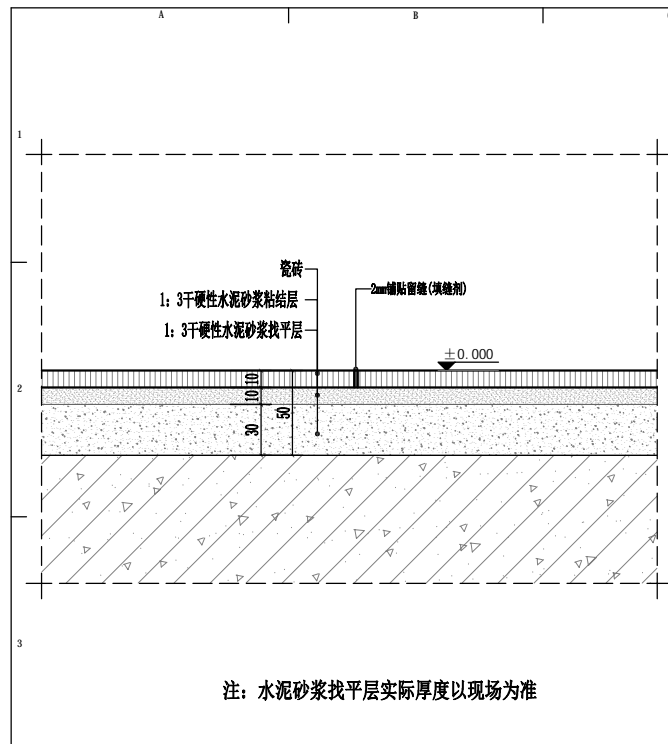 A
B
1
瓷砖
1：3干硬性水泥砂浆粘结层
2mm铺贴留缝(填缝剂)
1：3干硬性水泥砂浆找平层
±0.000
10
2
10
50
30
3
注：水泥砂浆找平层实际厚度以现场为准